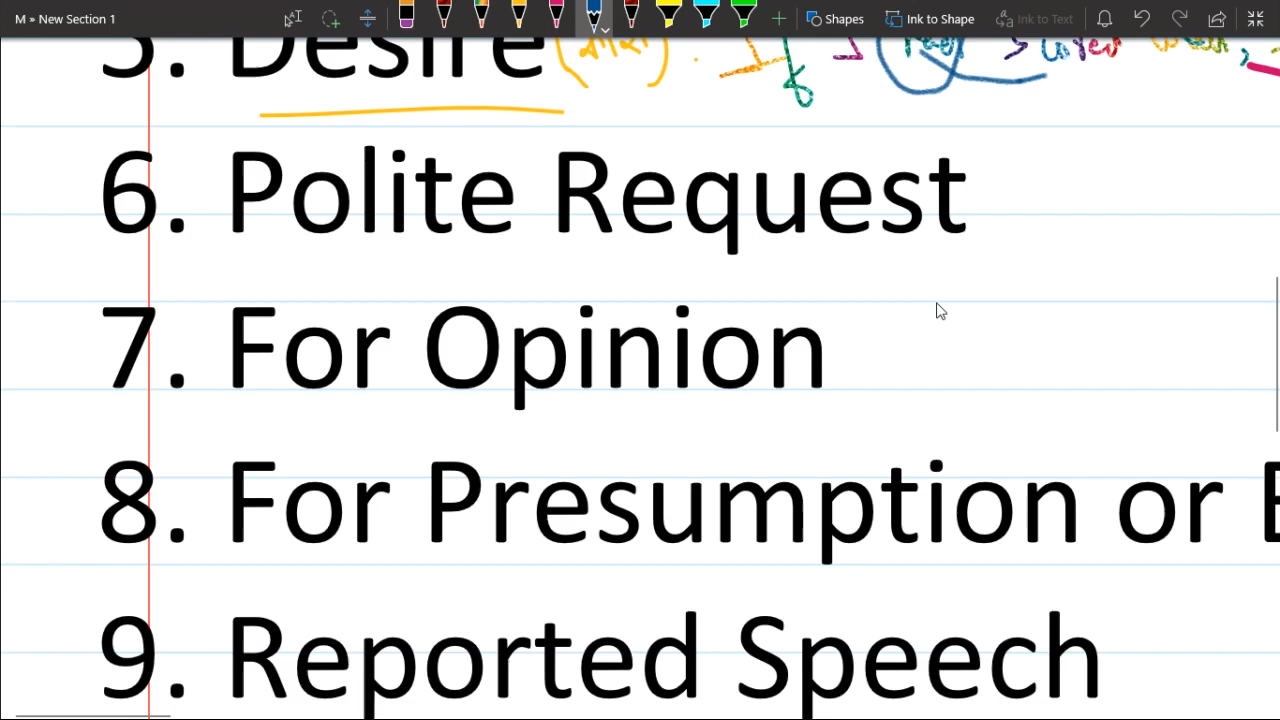 M » New Section 1
Shapes
Ink to Shape
Ink to Text
5. Desire
6. Polite Request
7. For Opinion
8. For Presumption or
9. Reported Speech